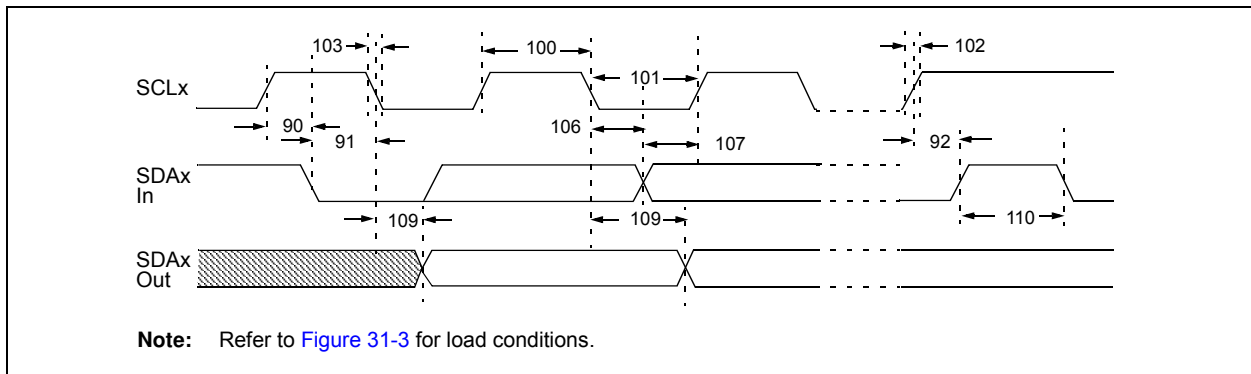 103
100
102
SCLx
101
90
91
106
107
92
SDAx
In
109
109
110
SDAx
Out
Note: Refer to Figure 31-3 for load conditions.